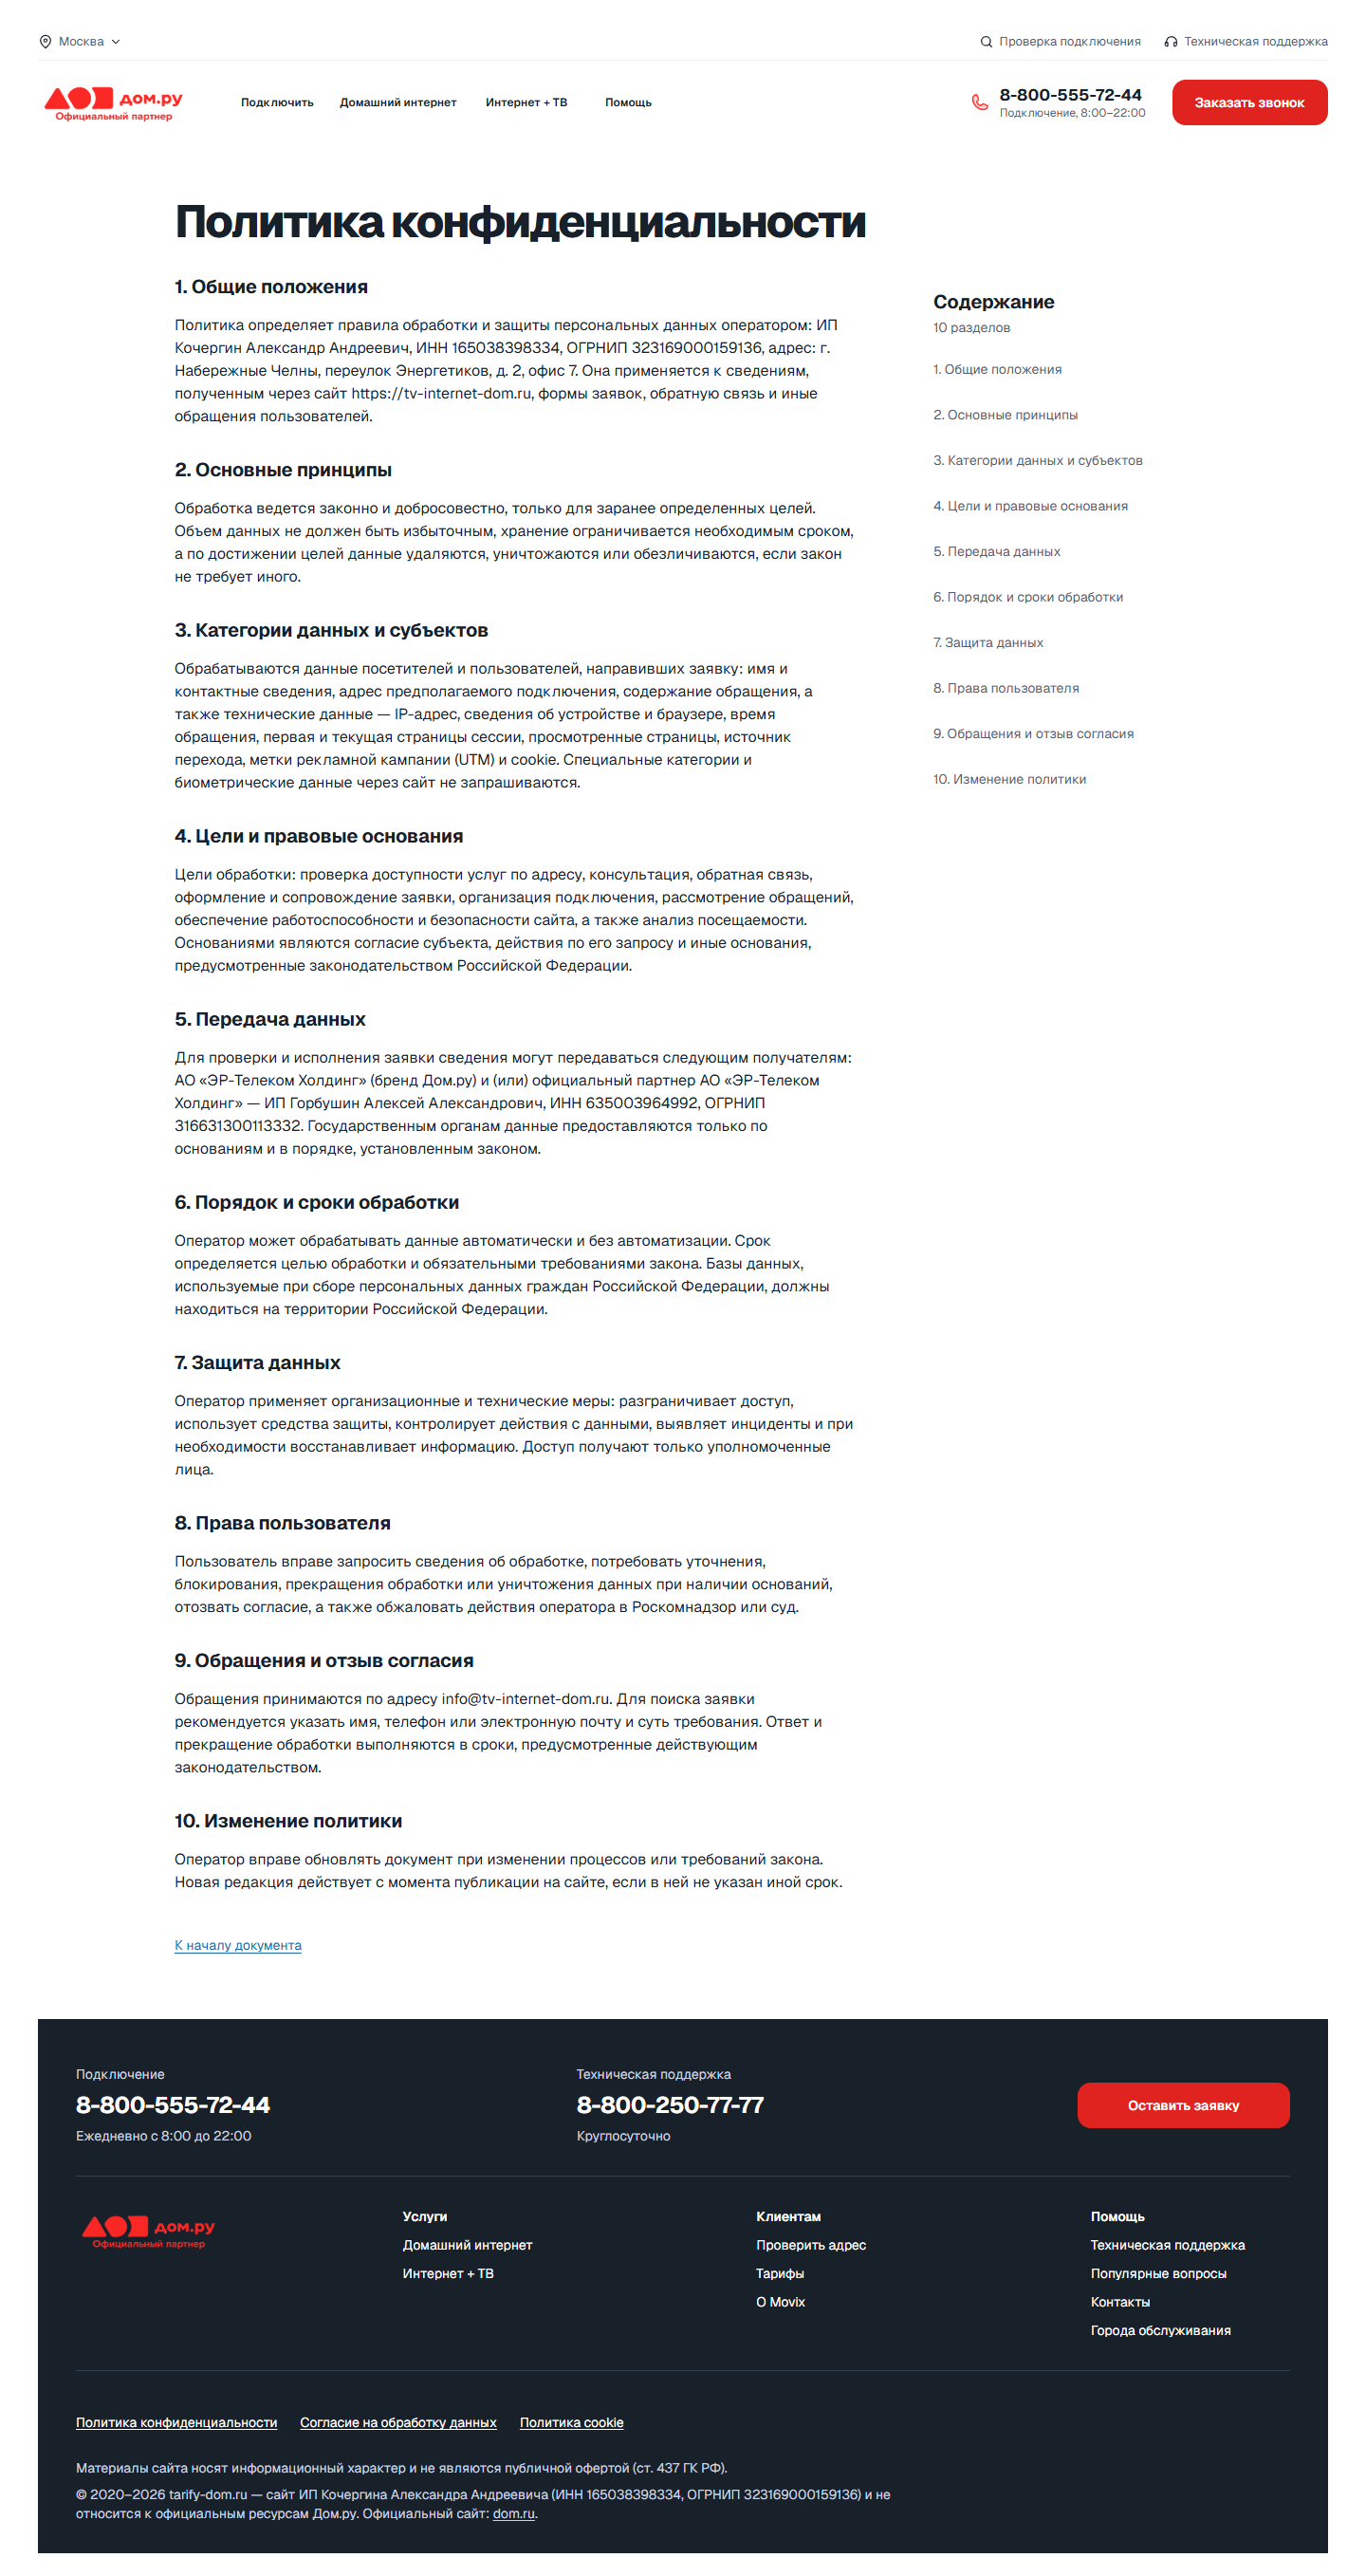 Москва
Проверка подключения
Техническая поддержка
дом.ру
Официальный партнер
Подключить
Домашний интернет
Интернет + ТВ
Помощь
8-800-555-72-44
Подключение, 8:00–22:00
Заказать звонок
Политика конфиденциальности
1. Общие положения
Политика определяет правила обработки и защиты персональных данных оператором: ИП
Кочергин Александр Андреевич, ИНН 165038398334, ОГРНИП 323169000159136, адрес: г.
Набережные Челны, переулок Энергетиков, д. 2, офис 7. Она применяется к сведениям,
полученным через сайт https://tv-internet-dom.ru, формы заявок, обратную связь и иные
обращения пользователей.
2. Основные принципы
Обработка ведется законно и добросовестно, только для заранее определенных целей.
Объем данных не должен быть избыточным, хранение ограничивается необходимым сроком,
а по достижении целей данные удаляются, уничтожаются или обезличиваются, если закон
не требует иного.
3. Категории данных и субъектов
Обрабатываются данные посетителей и пользователей, направивших заявку: имя и
контактные сведения, адрес предполагаемого подключения, содержание обращения, а
также технические данные — IP-адрес, сведения об устройстве и браузере, время
обращения, первая и текущая страницы сессии, просмотренные страницы, источник
перехода, метки рекламной кампании (UTM) и cookie. Специальные категории и
биометрические данные через сайт не запрашиваются.
4. Цели и правовые основания
Цели обработки: проверка доступности услуг по адресу, консультация, обратная связь,
оформление и сопровождение заявки, организация подключения, рассмотрение обращений,
обеспечение работоспособности и безопасности сайта, а также анализ посещаемости.
Основаниями являются согласие субъекта, действия по его запросу и иные основания,
предусмотренные законодательством Российской Федерации.
5. Передача данных
Для проверки и исполнения заявки сведения могут передаваться следующим получателям:
АО «ЭР-Телеком Холдинг» (бренд Дом.ру) и (или) официальный партнер АО «ЭР-Телеком
Холдинг» — ИП Горбушин Алексей Александрович, ИНН 635003964992, ОГРНИП
316631300113332. Государственным органам данные предоставляются только по
основаниям и в порядке, установленным законом.
6. Порядок и сроки обработки
Оператор может обрабатывать данные автоматически и без автоматизации. Срок
определяется целью обработки и обязательными требованиями закона. Базы данных,
используемые при сборе персональных данных граждан Российской Федерации, должны
находиться на территории Российской Федерации.
7. Защита данных
Оператор применяет организационные и технические меры: разграничивает доступ,
использует средства защиты, контролирует действия с данными, выявляет инциденты и при
необходимости восстанавливает информацию. Доступ получают только уполномоченные
лица.
8. Права пользователя
Пользователь вправе запросить сведения об обработке, потребовать уточнения,
блокирования, прекращения обработки или уничтожения данных при наличии оснований,
отозвать согласие, а также обжаловать действия оператора в Роскомнадзор или суд.
9. Обращения и отзыв согласия
Обращения принимаются по адресу info@tv-internet-dom.ru. Для поиска заявки
рекомендуется указать имя, телефон или электронную почту и суть требования. Ответ и
прекращение обработки выполняются в сроки, предусмотренные действующим
законодательством.
10. Изменение политики
Оператор вправе обновлять документ при изменении процессов или требований закона.
Новая редакция действует с момента публикации на сайте, если в ней не указан иной срок.
К началу документа
Содержание
10 разделов
1. Общие положения
2. Основные принципы
3. Категории данных и субъектов
4. Цели и правовые основания
5. Передача данных
6. Порядок и сроки обработки
7. Защита данных
8. Права пользователя
9. Обращения и отзыв согласия
10. Изменение политики
Подключение
8-800-555-72-44
Ежедневно с 8:00 до 22:00
Техническая поддержка
8-800-250-77-77
Круглосуточно
Оставить заявку
дом.ру
Официальный партнер
Услуги
Домашний интернет
Интернет + ТВ
Клиентам
Проверить адрес
Тарифы
О Movix
Помощь
Техническая поддержка
Популярные вопросы
Контакты
Города обслуживания
Политика конфиденциальности
Согласие на обработку данных
Политика cookie
Материалы сайта носят информационный характер и не являются публичной офертой (ст. 437 ГК РФ).
© 2020–2026 tarify-dom.ru — сайт ИП Кочергина Александра Андреевича (ИНН 165038398334, ОГРНИП 323169000159136) и не
относится к официальным ресурсам Дом.ру. Официальный сайт: dom.ru.